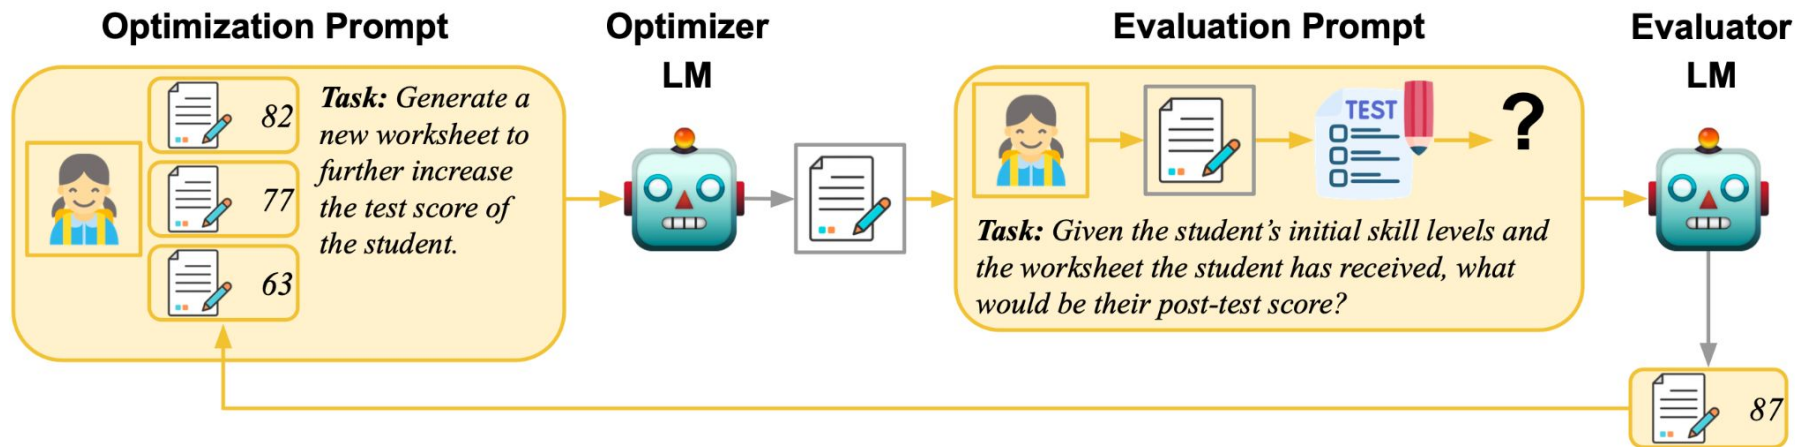 Optimization Prompt
82
77
63
Task: Generate a
new worksheet to
further increase
the test score of
the student.
Optimizer
LM
Evaluation Prompt
TEST
?
Task: Given the student’s initial skill levels and
the worksheet the student has received, what
would be their post-test score?
Evaluator
LM
87